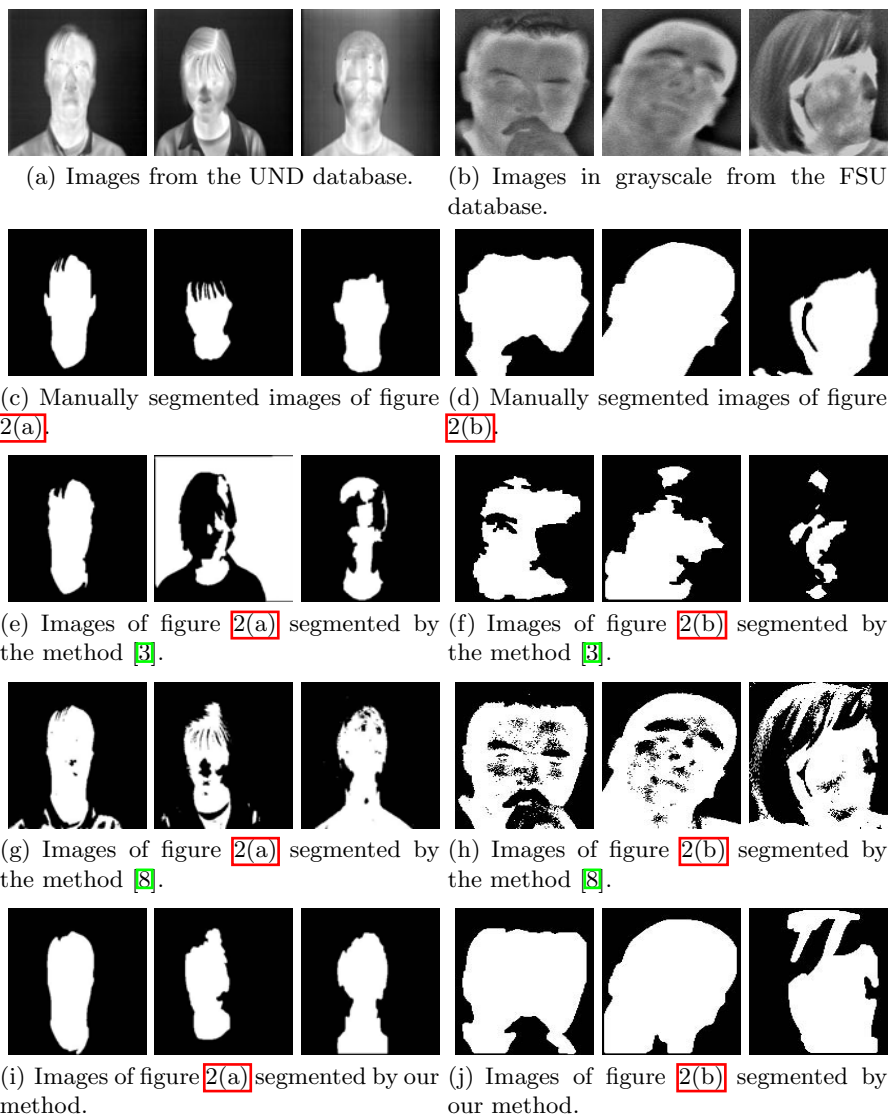 (a) Images from the UND database.
(b) Images in grayscale from the FSU
database.
(c) Manually segmented images of figure
2(a).
(d) Manually segmented images of figure
2(b).
(e) Images of figure 2(a) segmented by
the method [3].
(f) Images of figure 2(b) segmented by
the method [3].
(g) Images of figure 2(a) segmented by
the method [8].
(h) Images of figure 2(b) segmented by
the method [8].
(i) Images of figure 2(a) segmented by our
method.
(j) Images of figure 2(b) segmented by
our method.